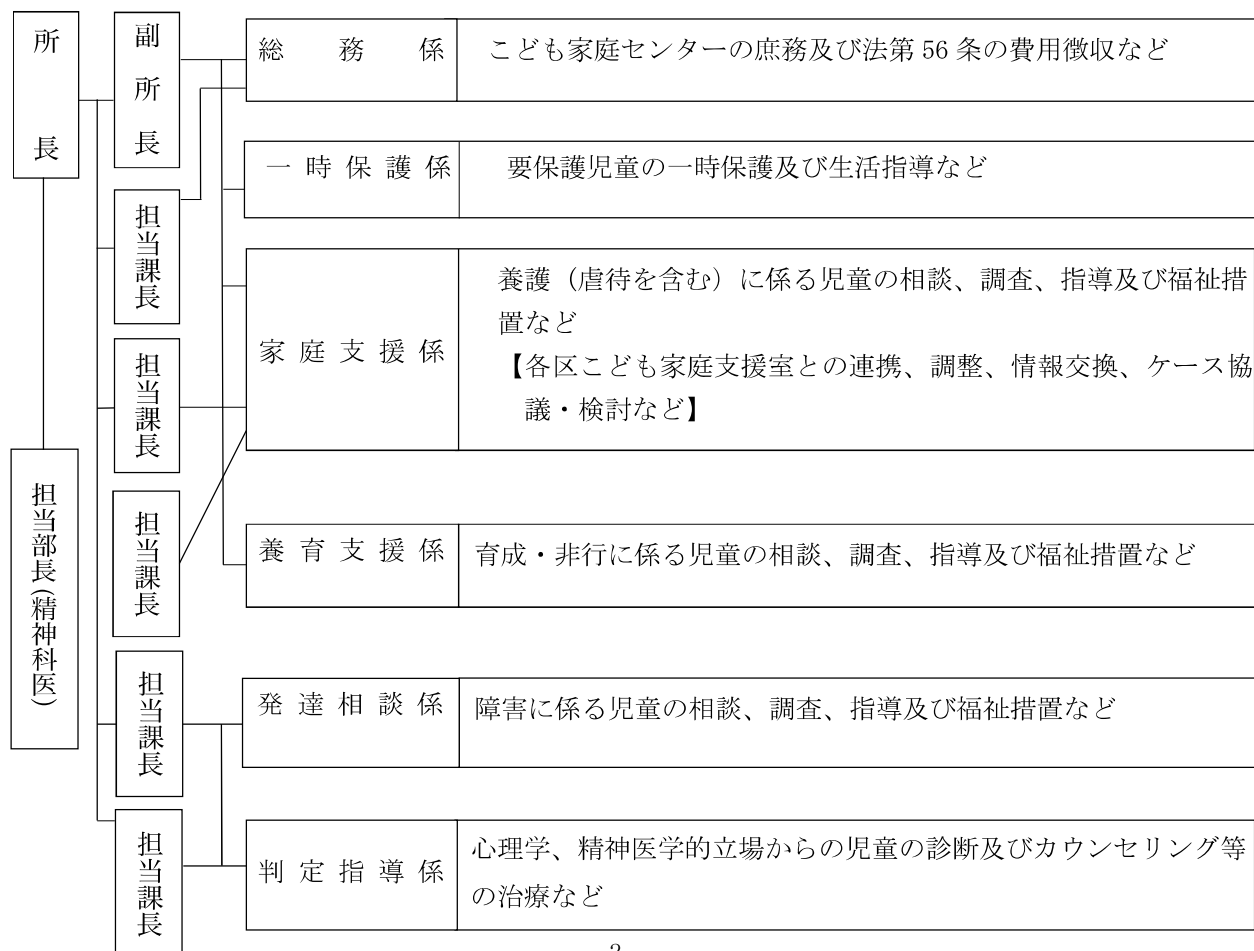 所長
担当部長(精神科医)
副所長
担当課長
担当課長
担当課長
担当課長
担当課長
総務係
こども家庭センターの庶務及び法第 56 条の費用徴収など
一時保護係
要保護児童の一時保護及び生活指導など
家庭支援係
養護（虐待を含む）に係る児童の相談、調査、指導及び福祉措
置など
【各区こども家庭支援室との連携、調整、情報交換、ケース協
議・検討など】
養育支援係
育成・非行に係る児童の相談、調査、指導及び福祉措置など
発達相談係
障害に係る児童の相談、調査、指導及び福祉措置など
判定指導係
心理学、精神医学的立場からの児童の診断及びカウンセリング等
の治療など